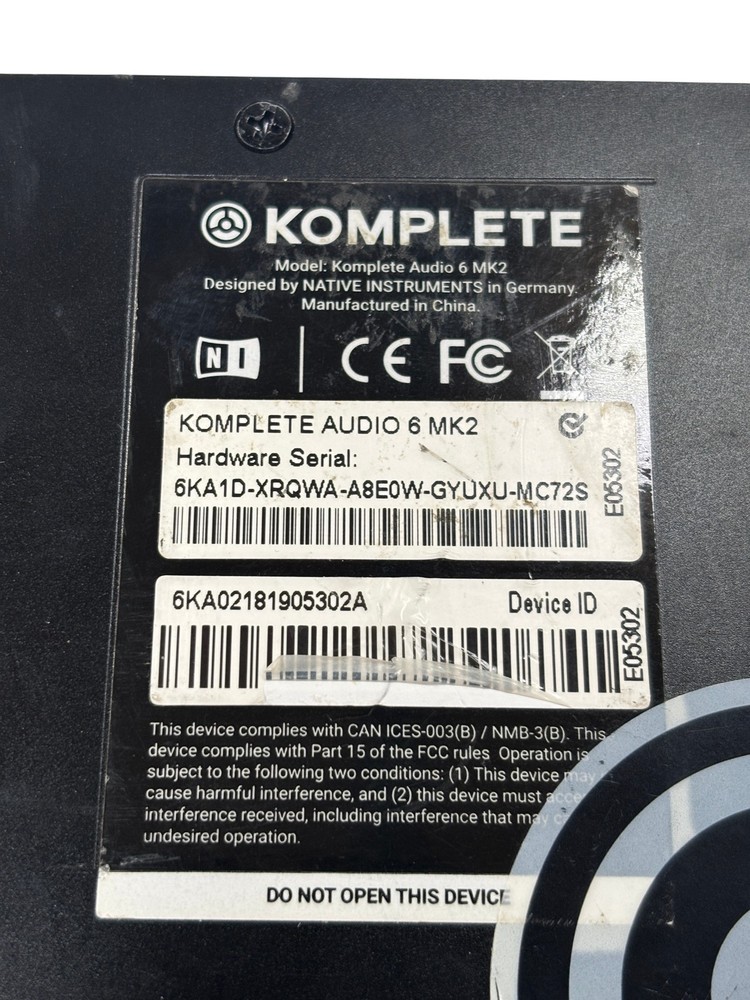 KOMPLETE
Model: Komplete Audio 6 MK2
Designed by NATIVE INSTRUMENTS in Germany.
Manufactured in China.
NI CE FC
KOMPLETE AUDIO 6 MK2
Hardware Serial:
6KA1D-XRQWA-A8E0W-GYUXU-MC72S
E05302
6KA02181905302A Device ID
E05302
This device complies with CAN ICES-003(B) / NMB-3(B). This
device complies with Part 15 of the FCC rules. Operation is
subject to the following two conditions: (1) This device may
cause harmful interference, and (2) this device must
interference received, including interference that may
undesired operation.
DO NOT OPEN THIS DEVICE